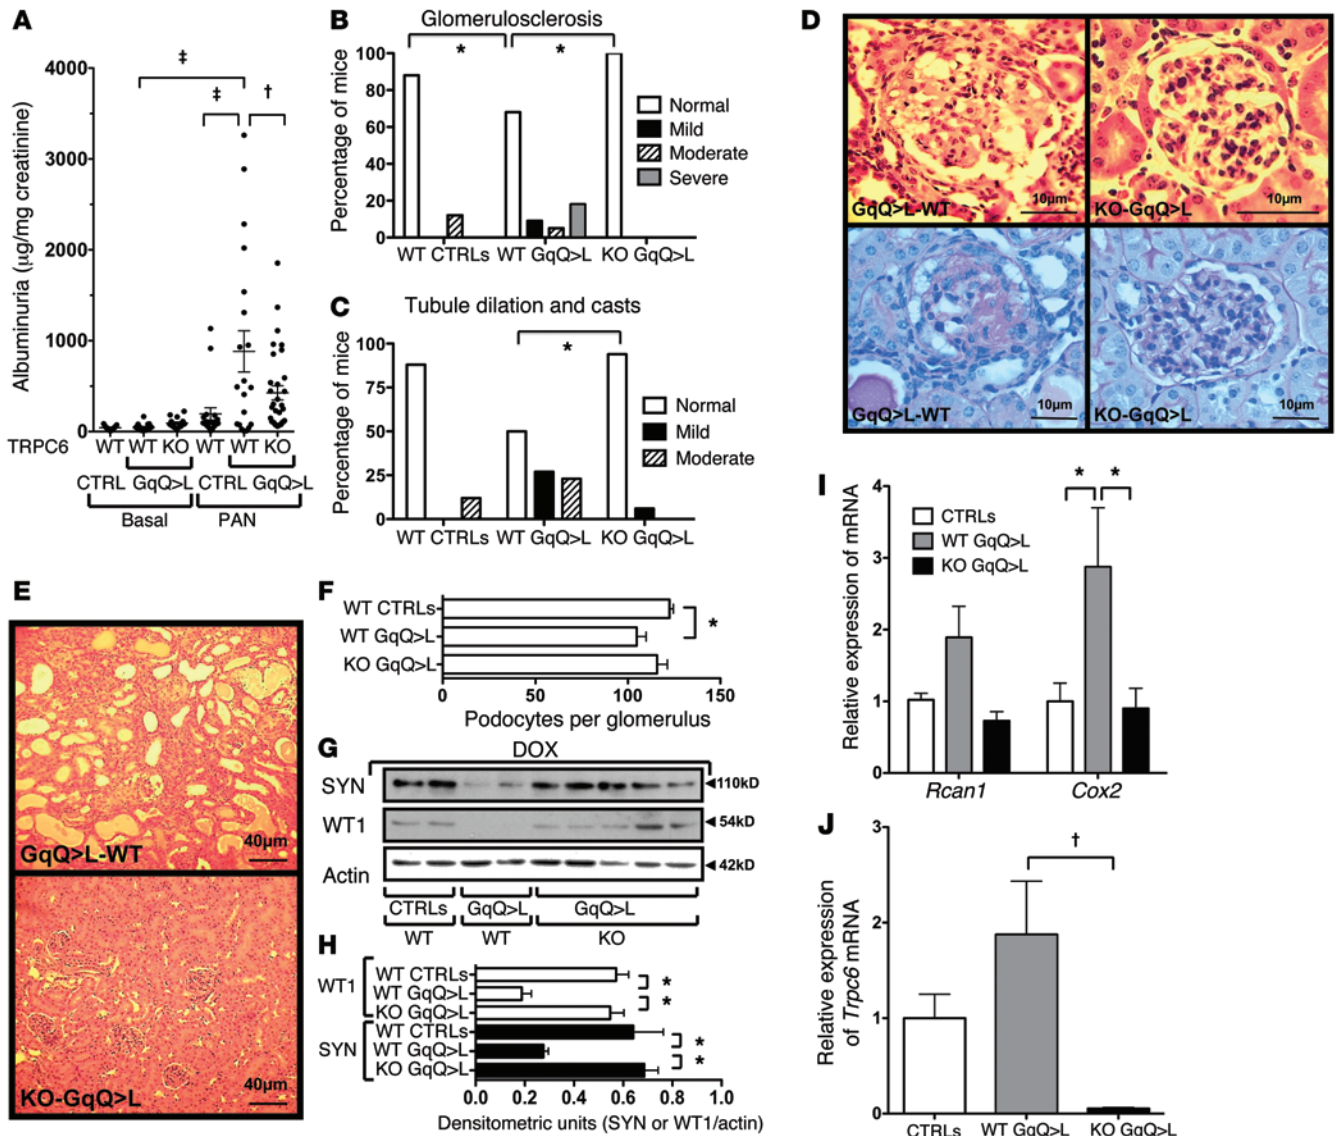 A
‡
‡
†
4000
3000
2000
1000
0
Albuminuria (μg/mg creatinine)
TRPC6 WT WT KO WT WT KO
CTRL GqQ>L CTRL GqQ>L
Basal PAN
B
Glomerulosclerosis
* *
100
80
60
40
20
0
Percentage of mice
Normal
Mild
Moderate
Severe
WT CTRLs WT GqQ>L KO GqQ>L
C
Tubule dilation and casts
*
100
75
50
25
0
Percentage of mice
Normal
Mild
Moderate
WT CTRLs WT GqQ>L KO GqQ>L
D
GqQ>L-WT 10μm
KO-GqQ>L 10μm
GqQ>L-WT 10μm
KO-GqQ>L 10μm
E
GqQ>L-WT 40μm
KO-GqQ>L 40μm
F
WT CTRLs
WT GqQ>L
KO GqQ>L
*
0 50 100 150
Podocytes per glomerulus
G
DOX
SYN 110kD
WT1 54kD
Actin 42kD
CTRLs GqQ>L GqQ>L
WT WT KO
H
WT1
WT CTRLs
WT GqQ>L
KO GqQ>L
*
*
SYN
WT CTRLs
WT GqQ>L
KO GqQ>L
*
*
0.0 0.2 0.4 0.6 0.8 1.0
Densitometric units (SYN or WT1/actin)
I
* *
4
3
2
1
0
Relative expression of mRNA
CTRLs
WT GqQ>L
KO GqQ>L
Rcan1 Cox2
J
†
3
2
1
0
Relative expression
of Trpc6 mRNA
CTRLs WT GqQ>L KO GqQ>L